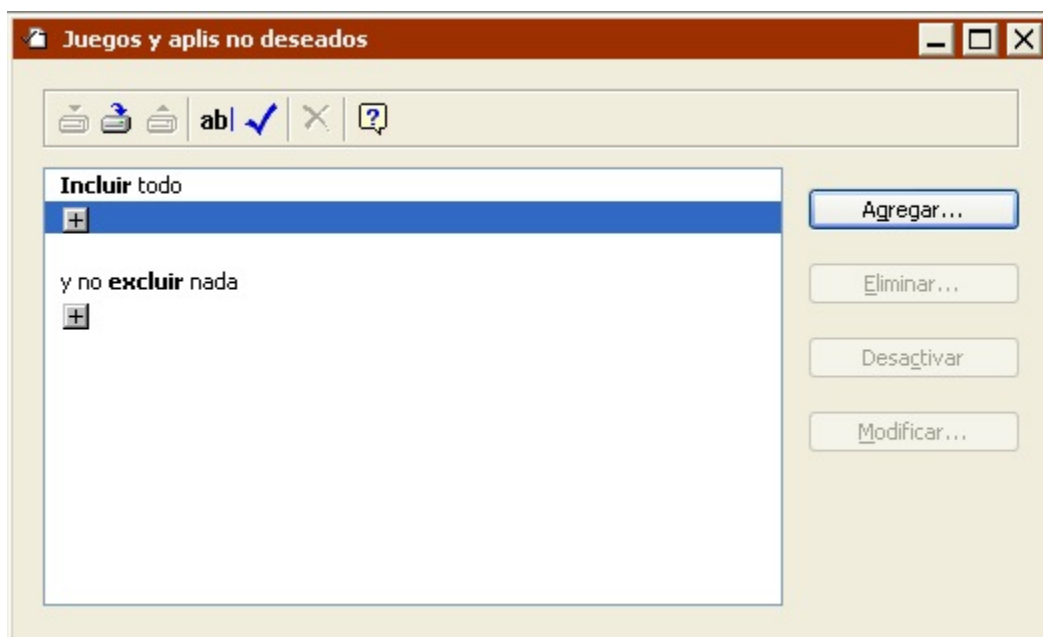 Juegos y aplis no deseados
ab
Incluir todo
y no excluir nada
Agregar...
Eliminar...
Desactivar
Modificar...